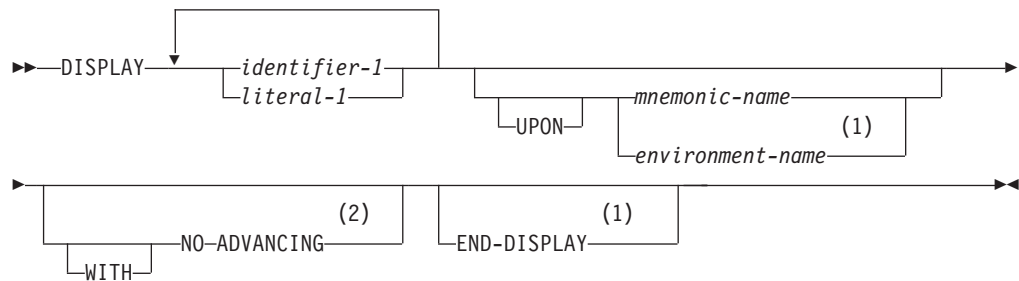 DISPLAY identifier-1
literal-1
UPON mnemonic-name
(1)
environment-name
(2)
WITH NO ADVANCING
(1)
END-DISPLAY